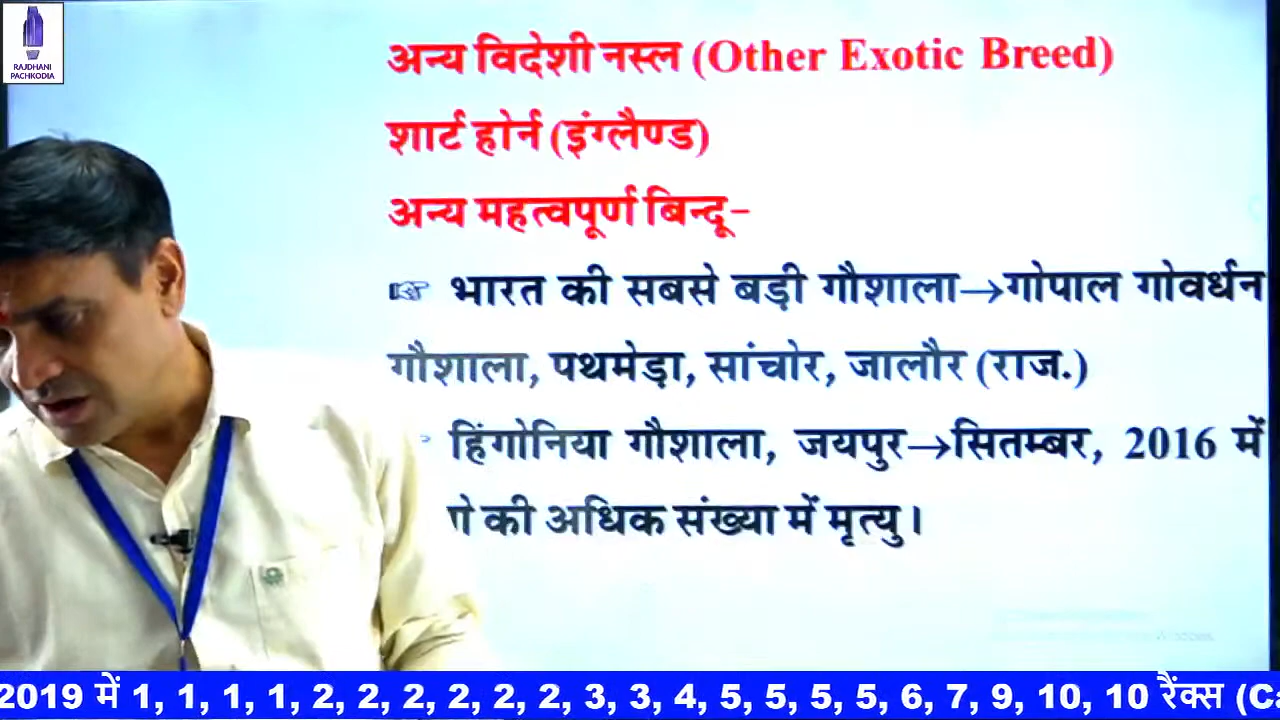 RAJDHANI
PACHKODIA
अन्य विदेशी नस्ल (Other Exotic Breed)
शार्ट होर्न (इंग्लैण्ड)
अन्य महत्वपूर्ण बिन्दू-
☞ भारत की सबसे बड़ी गौशाला→गोपाल गोवर्धन
गौशाला, पथमेड़ा, सांचोर, जालौर (राज.)
हिंगोनिया गौशाला, जयपुर→सितम्बर, 2016 में
की अधिक संख्या में मृत्यु।
2019 में 1, 1, 1, 1, 2, 2, 2, 2, 2, 2, 3, 3, 4, 5, 5, 5, 5, 6, 7, 9, 10, 10 रैंक्स